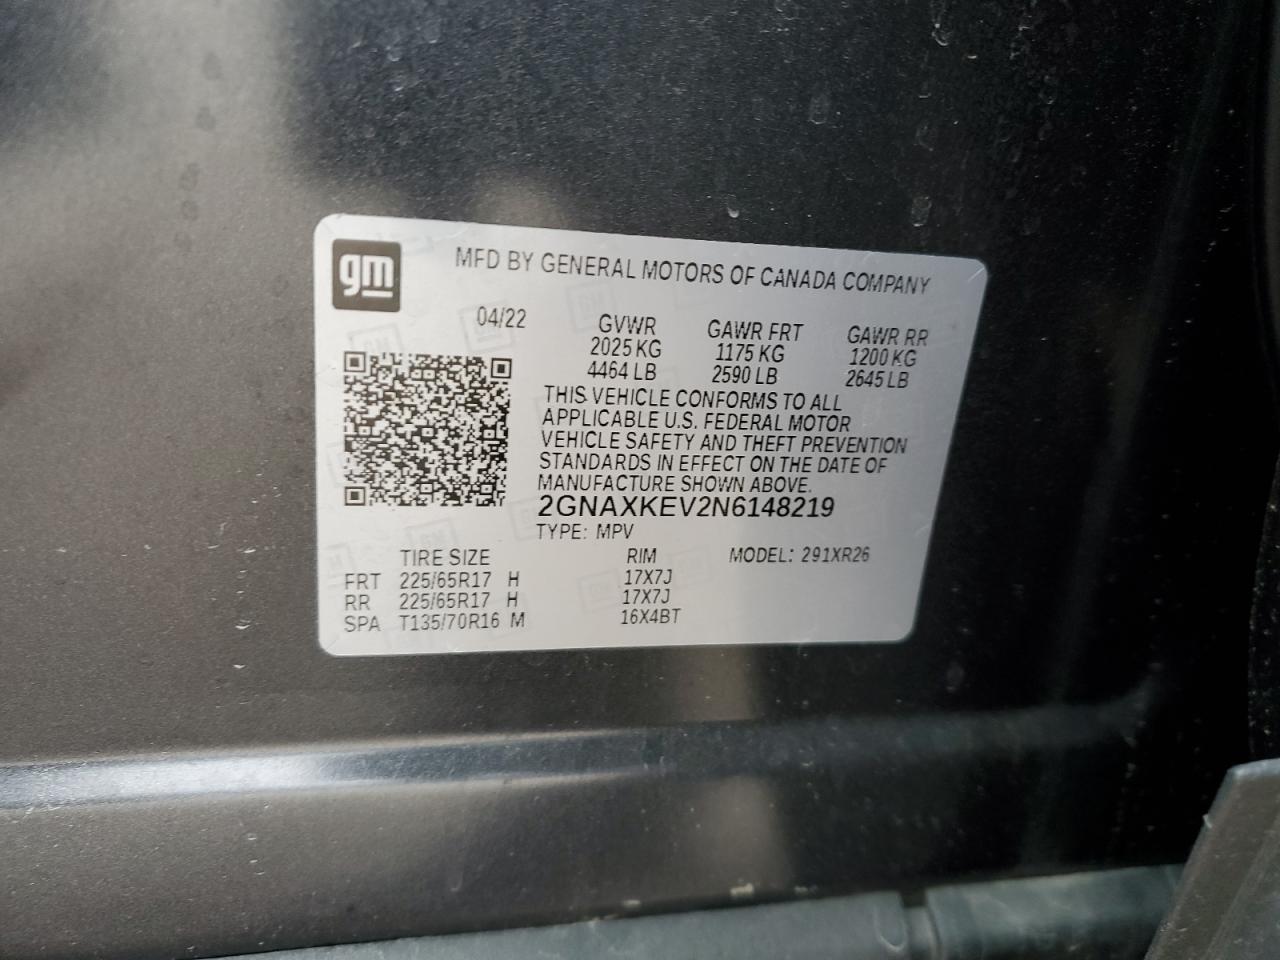 gm
MFD BY GENERAL MOTORS OF CANADA COMPANY
04/22 GVWR GAWR FRT GAWR RR
2025 KG 1175 KG 1200 KG
4464 LB 2590 LB 2645 LB
THIS VEHICLE CONFORMS TO ALL
APPLICABLE U.S. FEDERAL MOTOR
VEHICLE SAFETY AND THEFT PREVENTION
STANDARDS IN EFFECT ON THE DATE OF
MANUFACTURE SHOWN ABOVE.
2GNAXKEV2N6148219
TYPE: MPV
TIRE SIZE RIM MODEL: 291XR26
FRT 225/65R17 H 17X7J
RR 225/65R17 H 17X7J
SPA T135/70R16 M 16X4BT